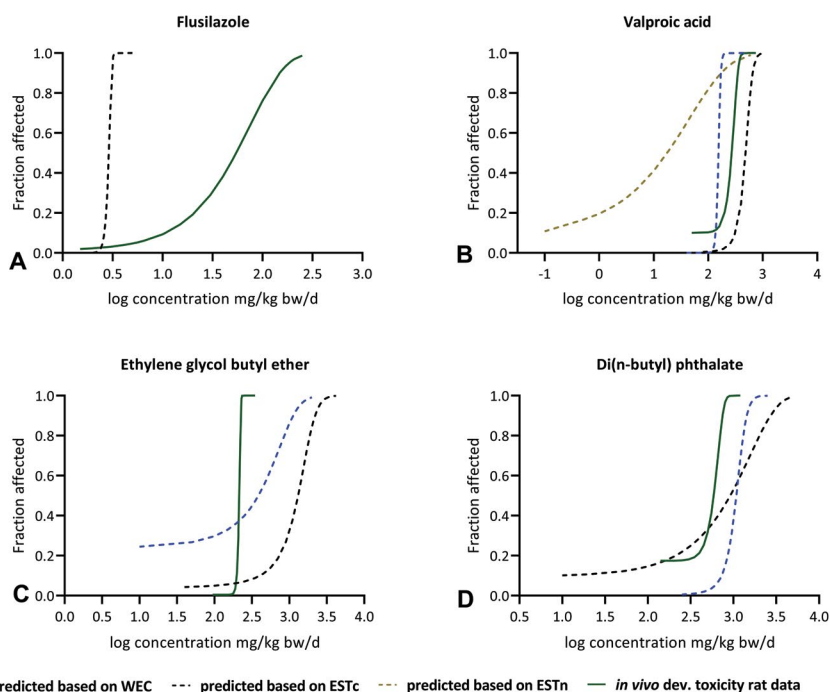 Flusilazole
Fraction affected
1.0
0.8
0.6
0.4
0.2
0.0
0.0 0.5 1.0 1.5 2.0 2.5 3.0
log concentration mg/kg bw/d
A
Valproic acid
Fraction affected
1.0
0.8
0.6
0.4
0.2
0.0
-1 0 1 2 3 4
log concentration mg/kg bw/d
B
Ethylene glycol butyl ether
Fraction affected
1.0
0.8
0.6
0.4
0.2
0.0
0.0 0.5 1.0 1.5 2.0 2.5 3.0 3.5 4.0
log concentration mg/kg bw/d
C
Di(n-butyl) phthalate
Fraction affected
1.0
0.8
0.6
0.4
0.2
0.0
0.5 1.0 1.5 2.0 2.5 3.0 3.5 4.0
log concentration mg/kg bw/d
D
predicted based on WEC predicted based on ESTc predicted based on ESTn in vivo dev. toxicity rat data